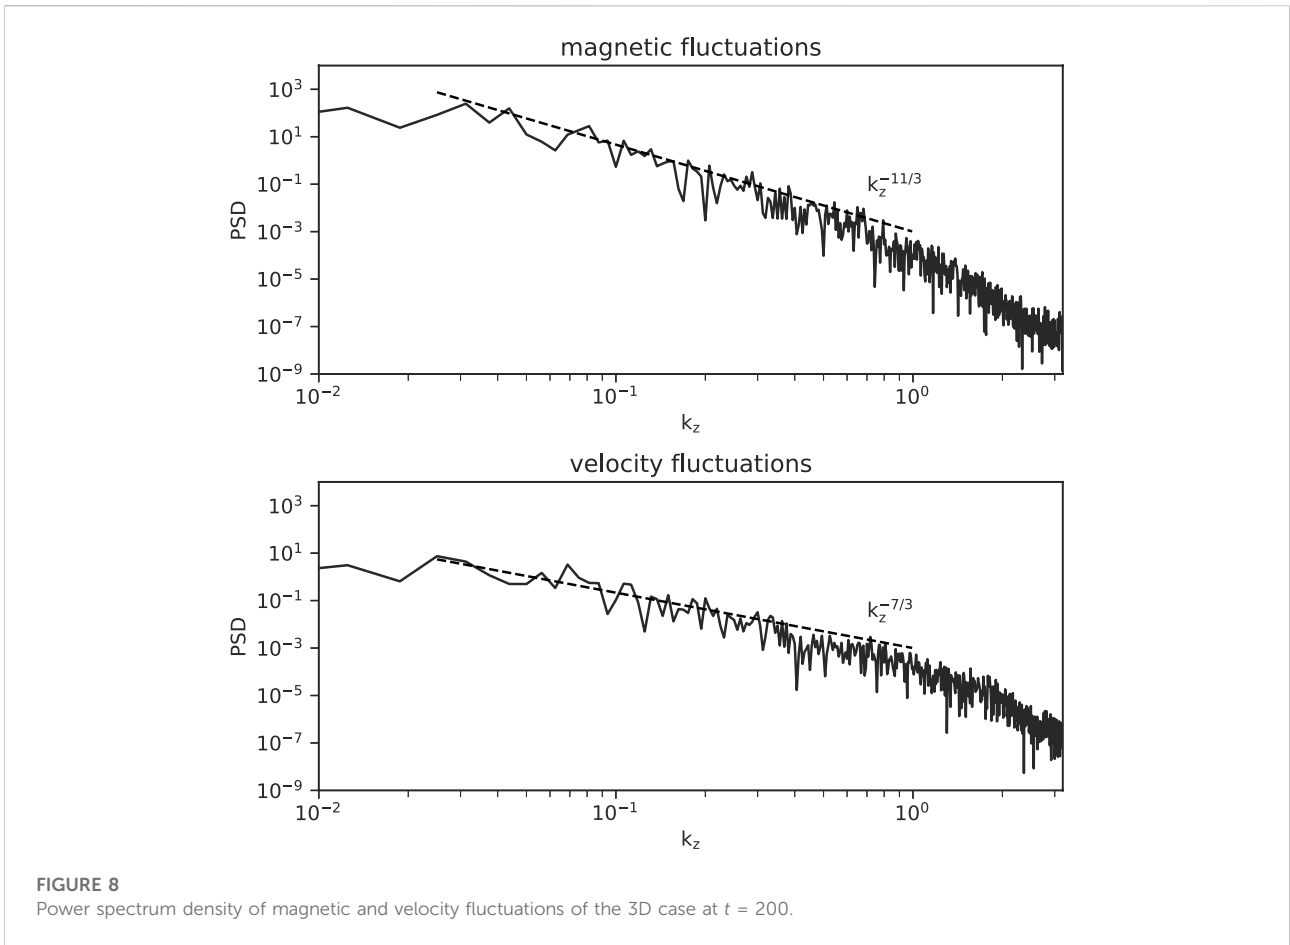 magnetic fluctuations
10^3
10^1
10^-1
10^-3
10^-5
10^-7
10^-9
PSD
k_z^-11/3
10^-2
10^-1
10^0
k_z
velocity fluctuations
10^3
10^1
10^-1
10^-3
10^-5
10^-7
10^-9
PSD
k_z^-7/3
10^-2
10^-1
10^0
k_z
FIGURE 8
Power spectrum density of magnetic and velocity fluctuations of the 3D case at t = 200.